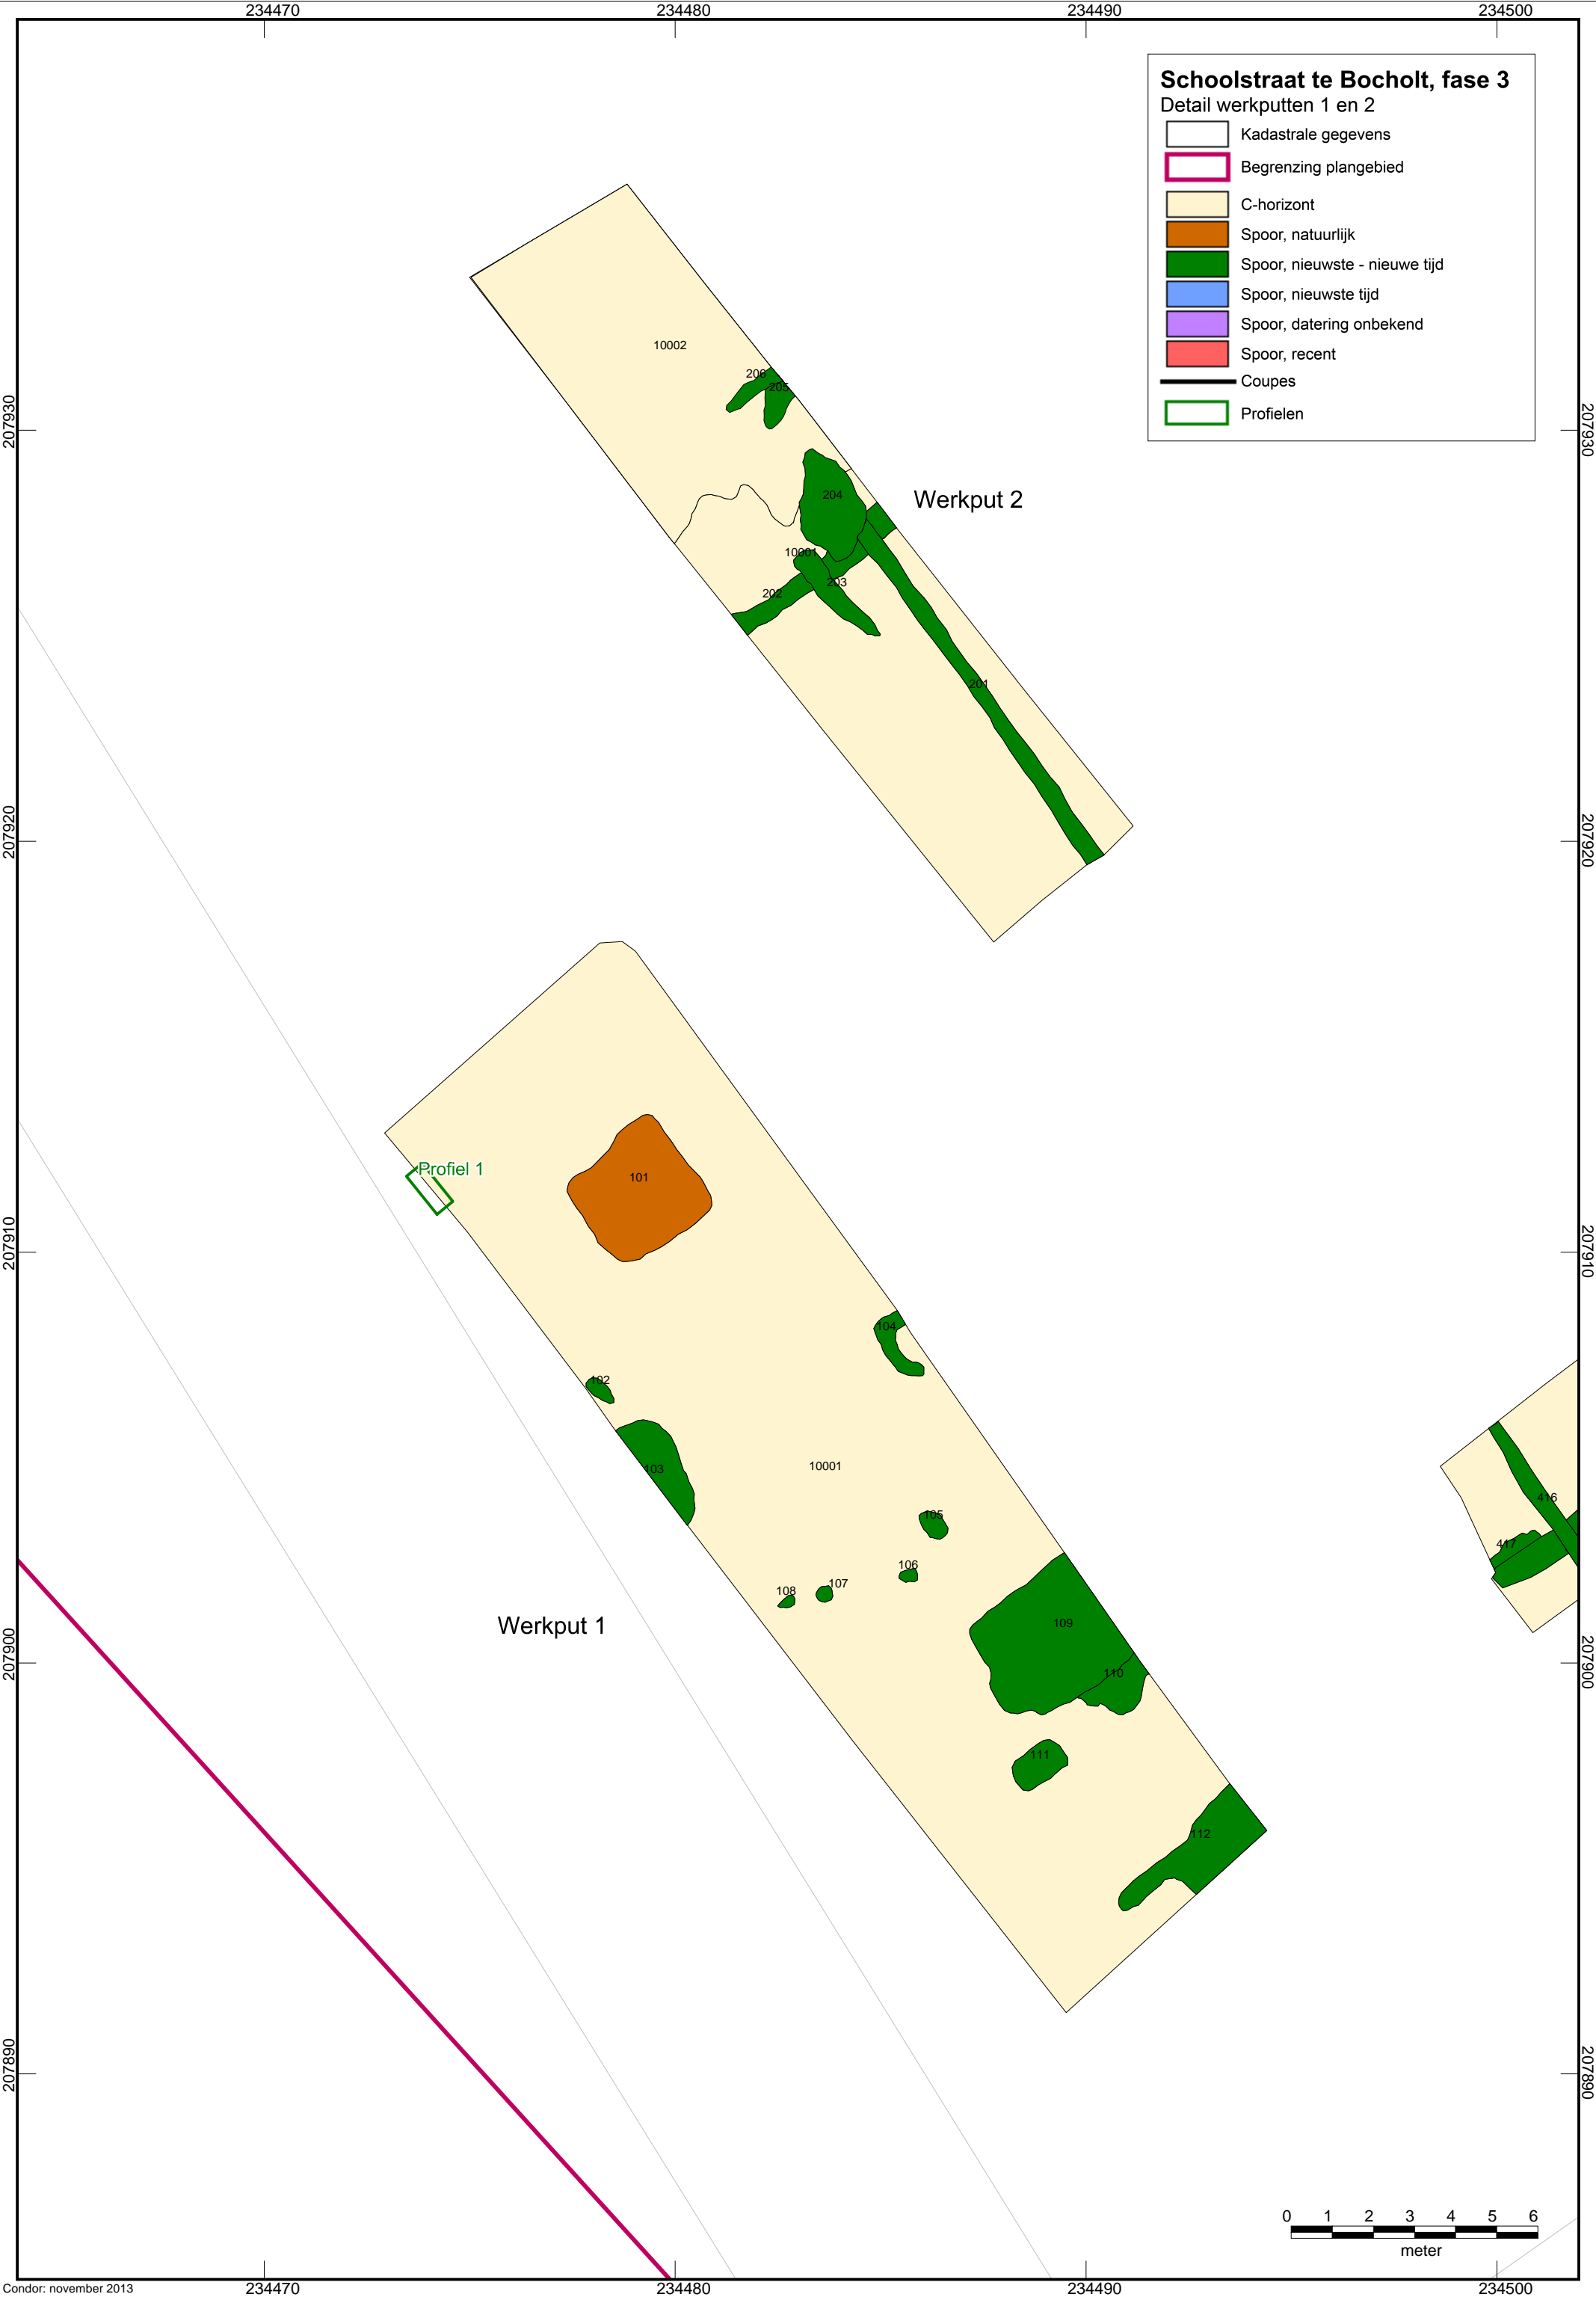 234470
234480
234490
234500
Schoolstraat te Bocholt, fase 3
Detail werkputten 1 en 2
Kadastrale gegevens
Begrenzing plangebied
C-horizont
Spoor, natuurlijk
Spoor, nieuwste - nieuwe tijd
Spoor, nieuwste tijd
Spoor, datering onbekend
Spoor, recent
Coupes
Profielen
10002
206
205
207930
207930
204
Werkput 2
10001
203
202
201
207920
207920
Profiel 1
101
207910
207910
104
102
103
10001
416
105
417
106
107
108
Werkput 1
109
207900
207900
110
111
112
207890
207890
0 1 2 3 4 5 6
meter
Condor: november 2013
234470
234480
234490
234500